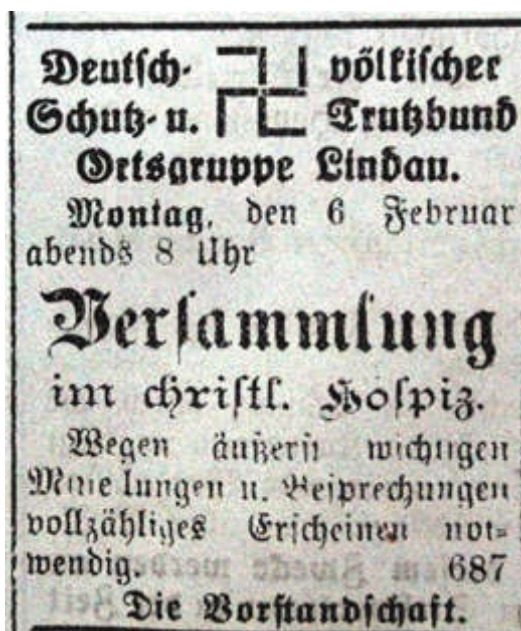 Deutsch- völkischer
Schutz- u. Trutzbund
Ortsgruppe Lindau.
Montag, den 6 Februar
abends 8 Uhr
Versammlung
im christl. Hospiz.
Wegen äußerst wichtigen
Mitteilungen u. Besprechungen
vollzähliges Erscheinen not-
wendig. 687
Die Vorstandschaft.